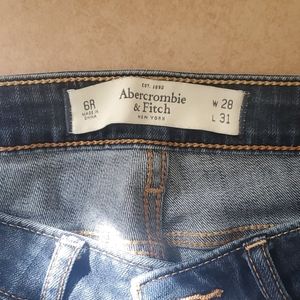 EST. 1892
Abercrombie
& Fitch
NEW YORK
6R
MADE IN
CHINA
W 28
L 31